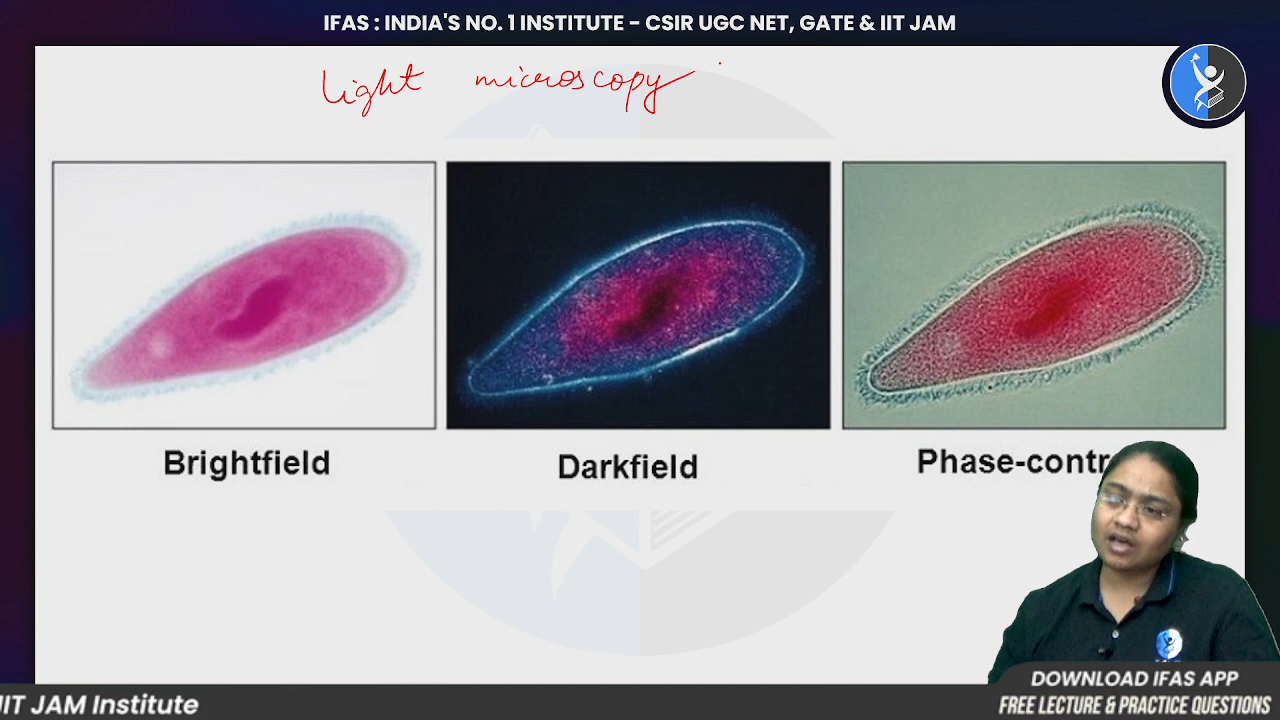 IFAS : INDIA'S NO. 1 INSTITUTE - CSIR UGC NET, GATE & IIT JAM
light microscopy
Brightfield
Darkfield
Phase-contr
DOWNLOAD IFAS APP
FREE LECTURE & PRACTICE QUESTIONS
IIT JAM Institute